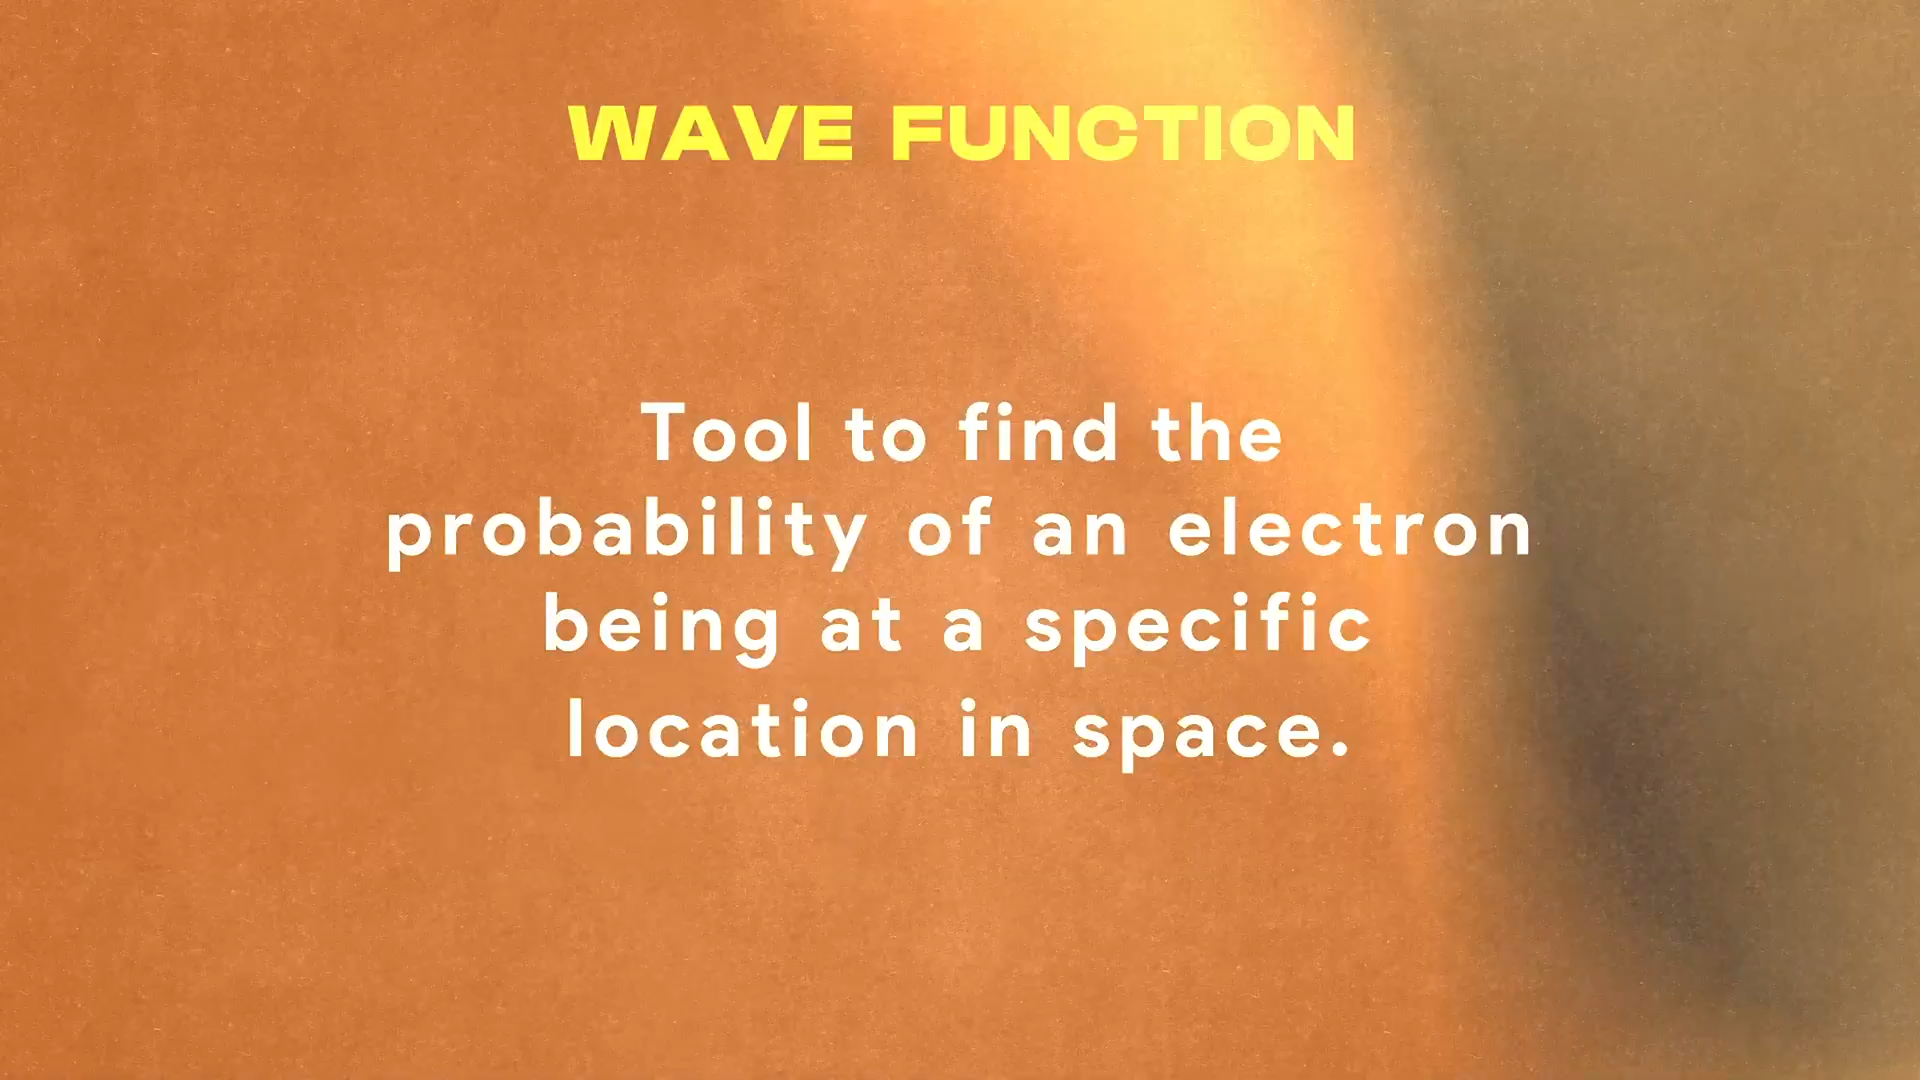 WAVE FUNCTION
Tool to find the
probability of an electron
being at a specific
location in space.